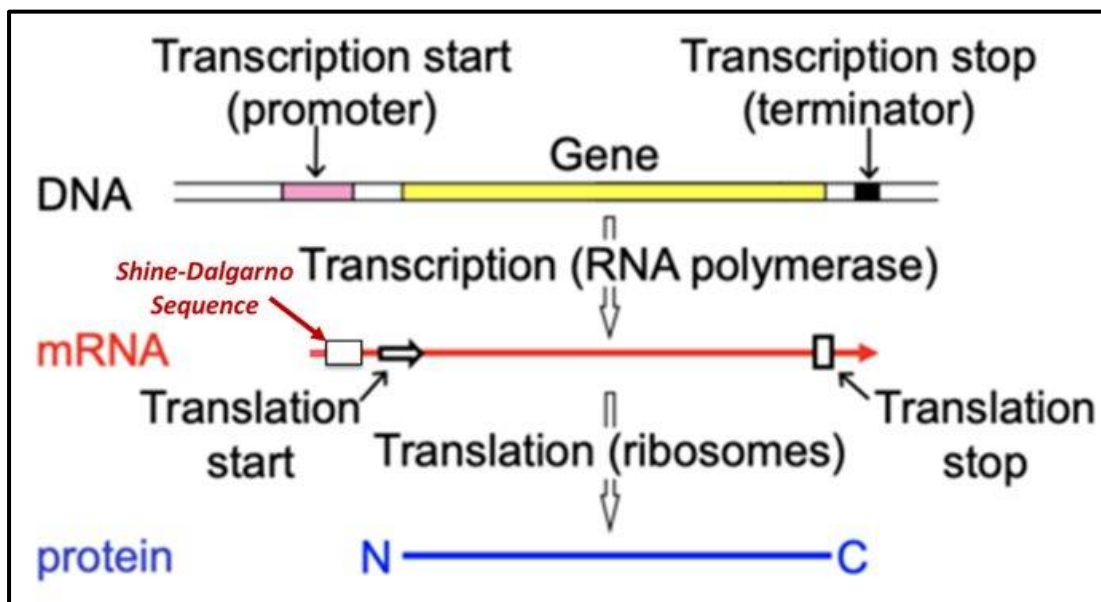 Transcription start
(promoter)
Transcription stop
(terminator)
Gene
DNA
Shine-Dalgarno
Sequence
Transcription (RNA polymerase)
mRNA
Translation
start
Translation
stop
Translation (ribosomes)
protein
N
C